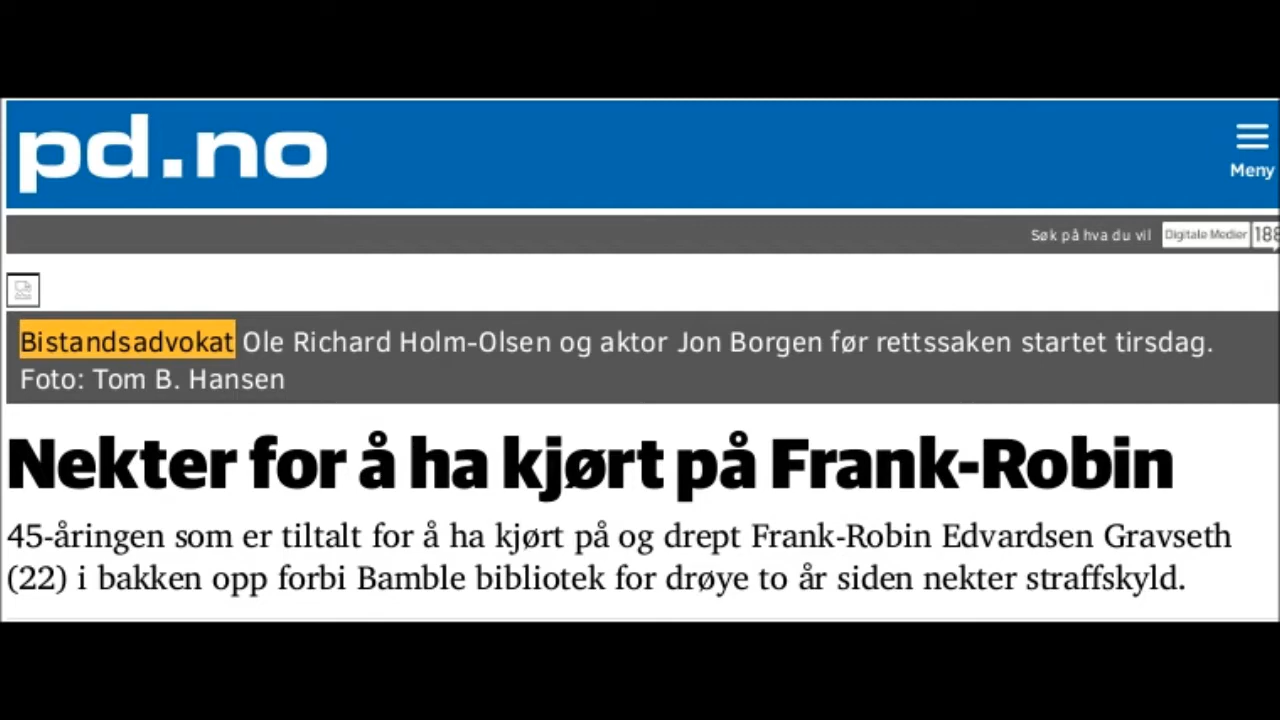 pd.no
Meny
Søk på hva du vil Digitale Medier 188
Bistandsadvokat Ole Richard Holm-Olsen og aktor Jon Borgen før rettssaken startet tirsdag.
Foto: Tom B. Hansen
Nekter for å ha kjørt på Frank-Robin
45-åringen som er tiltalt for å ha kjørt på og drept Frank-Robin Edvardsen Gravseth
(22) i bakken opp forbi Bamble bibliotek for drøye to år siden nekter straffskyld.